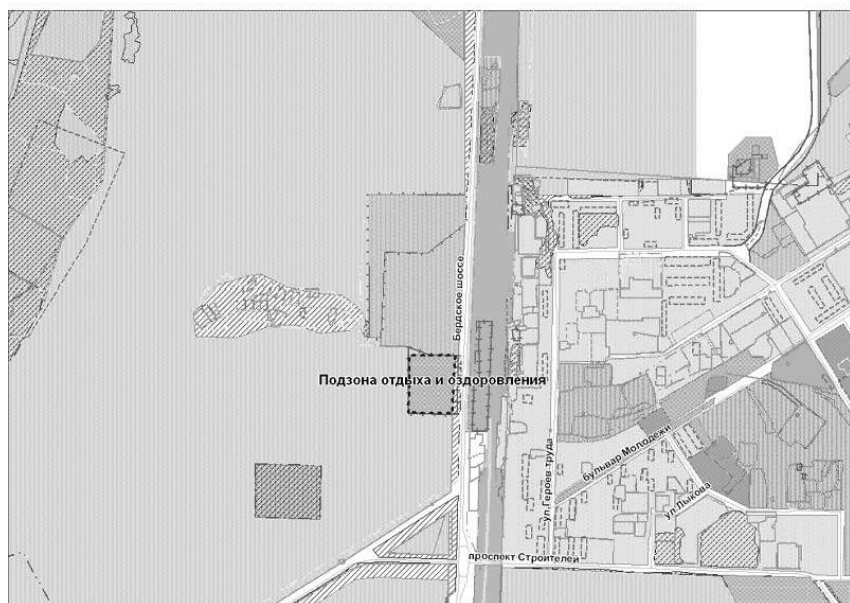 Бердское шоссе
Подзона отдыха и оздоровления
ул.Героев труда
бульвар Молодежи
ул.Лыкова
проспект Строителей